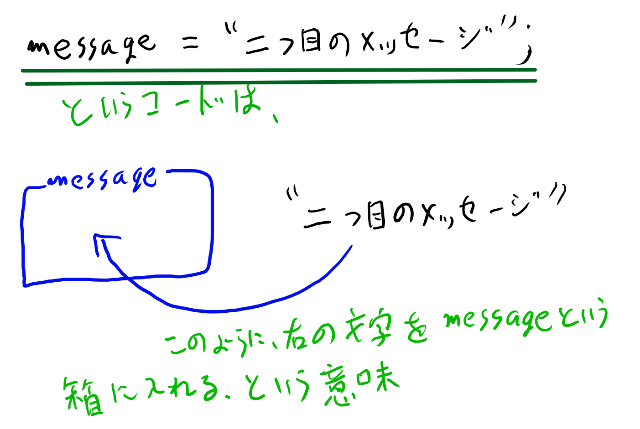 message = “二つ目のメッセージ”;
というコードは、
message
“二つ目のメッセージ”
このように、右の文字をmessageという
箱に入れる、という意味